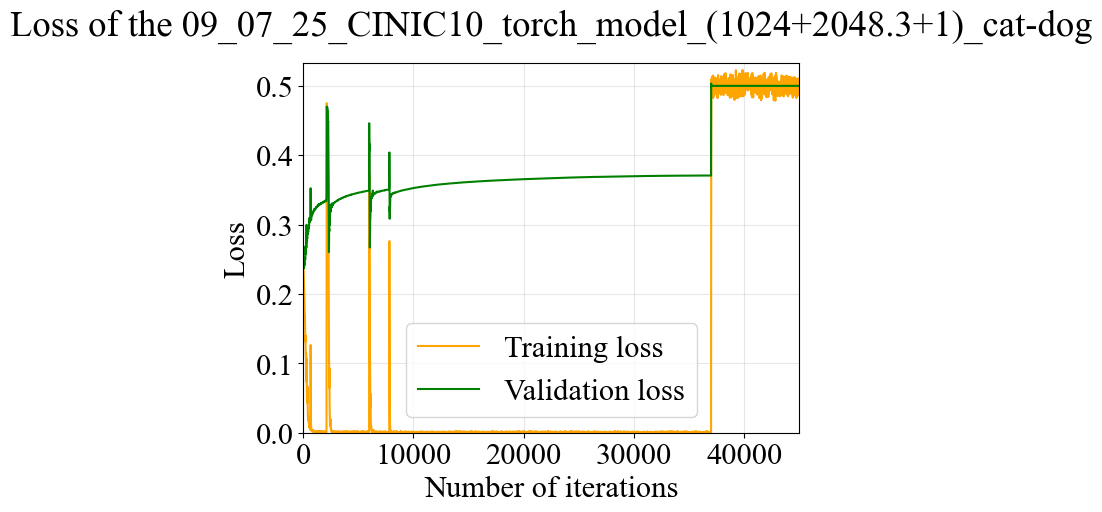 Loss of the 09_07_25_CINIC10_torch_model_(1024+2048.3+1)_cat-dog
0.5
0.4
0.3
0.2
0.1
0.0
Loss
Training loss
Validation loss
0 10000 20000 30000 40000
Number of iterations